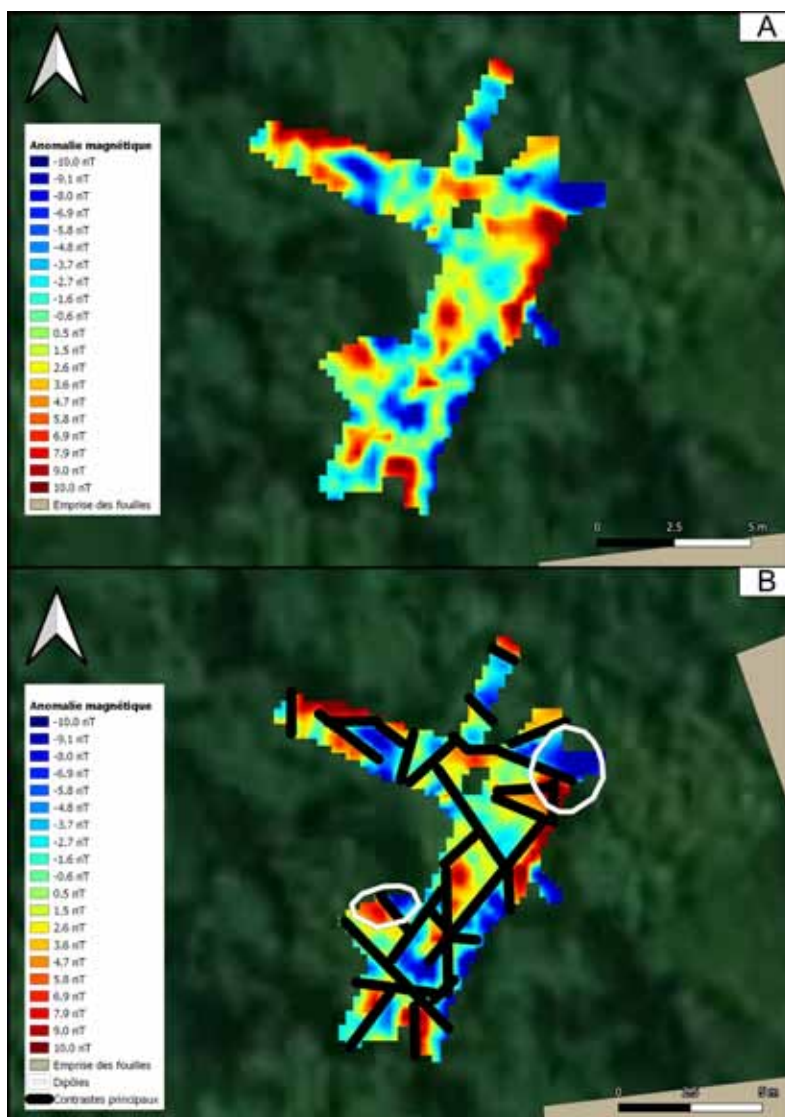 A
Anomalie magnétique
-10.0 nT
-9.1 nT
-8.0 nT
-6.9 nT
-5.8 nT
-4.8 nT
-3.7 nT
-2.7 nT
-1.6 nT
-0.6 nT
0.5 nT
1.5 nT
2.6 nT
3.6 nT
4.7 nT
5.8 nT
6.9 nT
7.9 nT
9.0 nT
10.0 nT
Emprise des fouilles
0 2.5 5 m
B
Anomalie magnétique
-10.0 nT
-9.1 nT
-8.0 nT
-6.9 nT
-5.8 nT
-4.8 nT
-3.7 nT
-2.7 nT
-1.6 nT
-0.6 nT
0.5 nT
1.5 nT
2.6 nT
3.6 nT
4.7 nT
5.8 nT
6.9 nT
7.9 nT
9.0 nT
10.0 nT
Emprise des fouilles
Dipôles
Contrastes principaux
0 2.5 5 m